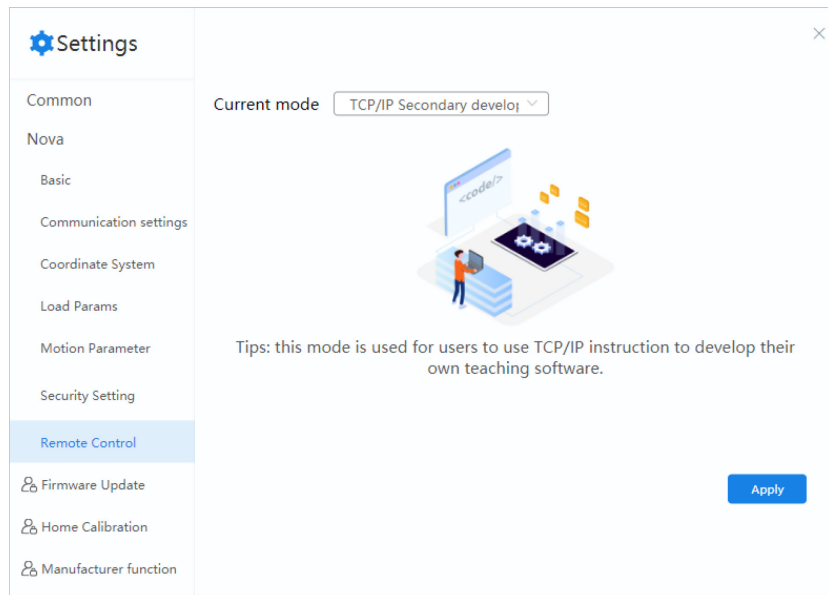 Settings
Common
Nova
Basic
Communication settings
Coordinate System
Load Params
Motion Parameter
Security Setting
Remote Control
Firmware Update
Home Calibration
Manufacturer function
Current mode TCP/IP Secondary develop
<code/>
Tips: this mode is used for users to use TCP/IP instruction to develop their
own teaching software.
Apply